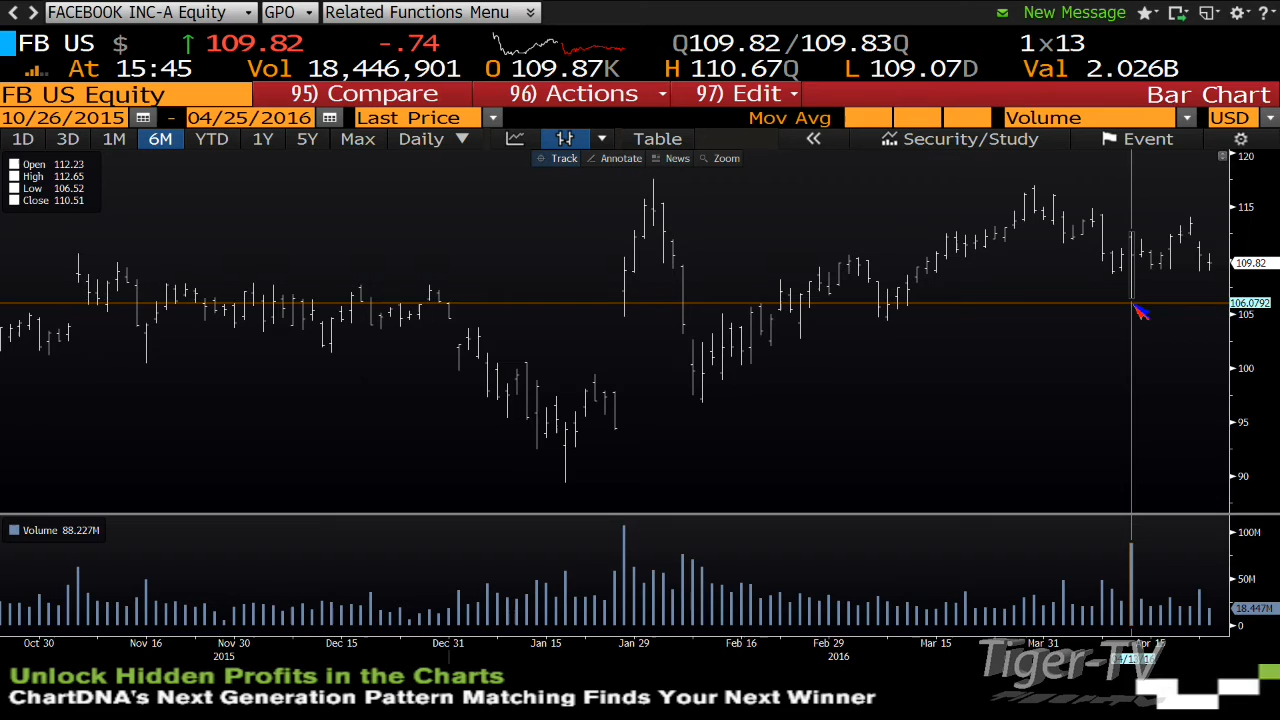 FACEBOOK INC-A Equity GPO Related Functions Menu New Message ?
FB US $ 109.82 -.74 Q109.82/109.83Q 1x13
At 15:45 Vol 18,446,901 O 109.87K H 110.67Q L 109.07D Val 2.026B
FB US Equity 95) Compare 96) Actions 97) Edit Bar Chart
10/26/2015 - 04/25/2016 Last Price Mov Avg Volume USD
1D 3D 1M 6M YTD 1Y 5Y Max Daily Table Security/Study Event
Track Annotate News Zoom
Open 112.23
High 112.65
Low 106.52
Close 110.51
120
115
109.82
106.0792
105
100
95
90
Volume 88.227M
100M
50M
18.447M
0
Oct 30 Nov 16 Nov 30 Dec 15 Dec 31 Jan 15 Jan 29 Feb 16 Feb 29 Mar 15 Mar 31 Apr 15
2015 2016 04/13/16
Tiger-TV
Unlock Hidden Profits in the Charts
ChartDNA's Next Generation Pattern Matching Finds Your Next Winner